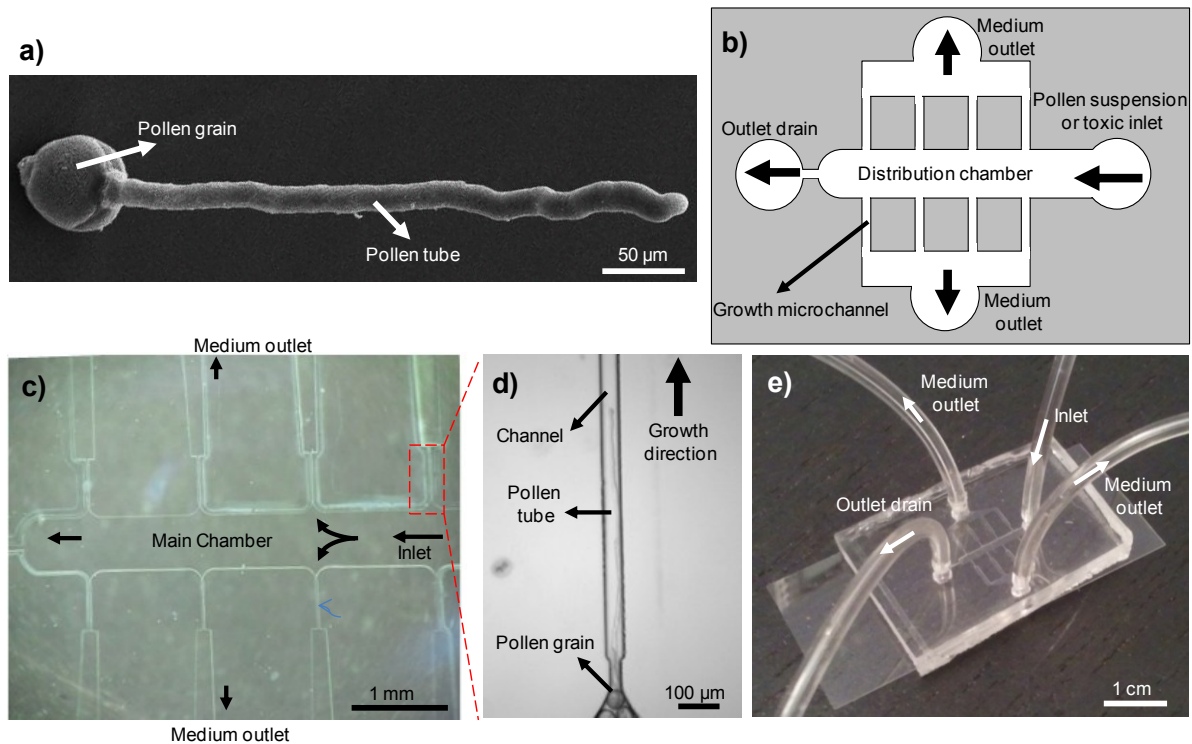 a)
Pollen grain
Pollen tube
50 µm
b)
Medium
outlet
Pollen suspension
or toxic inlet
Outlet drain
Distribution chamber
Growth microchannel
Medium
outlet
c)
Medium outlet
Main Chamber
Inlet
1 mm
Medium outlet
d)
Channel
Growth
direction
Pollen
tube
Pollen grain
100 µm
e)
Medium
outlet
Inlet
Medium
outlet
Outlet drain
1 cm